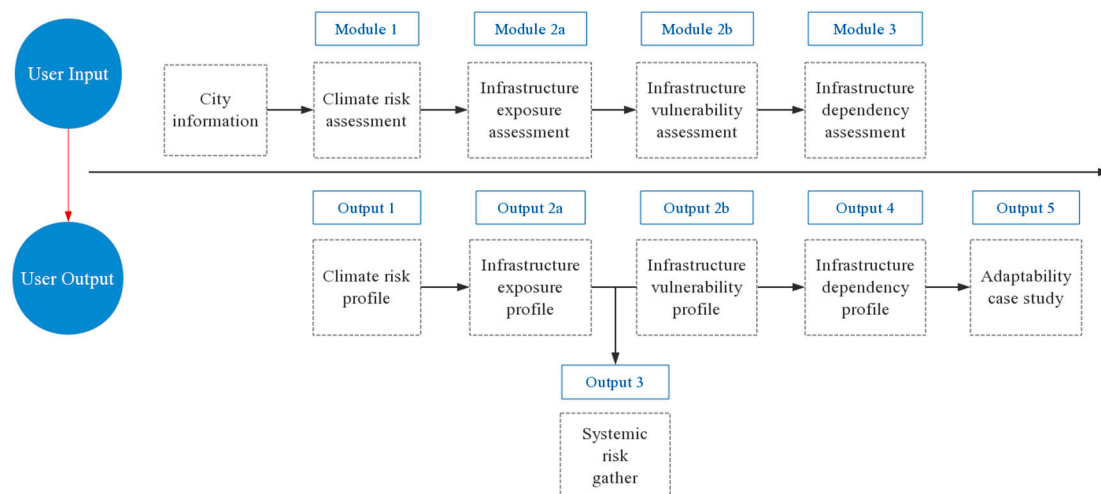 Module 1
Module 2a
Module 2b
Module 3
User Input
City
information
Climate risk
assessment
Infrastructure
exposure
assessment
Infrastructure
vulnerability
assessment
Infrastructure
dependency
assessment
Output 1
Output 2a
Output 2b
Output 4
Output 5
User Output
Climate risk
profile
Infrastructure
exposure
profile
Infrastructure
vulnerability
profile
Infrastructure
dependency
profile
Adaptability
case study
Output 3
Systemic
risk
gather